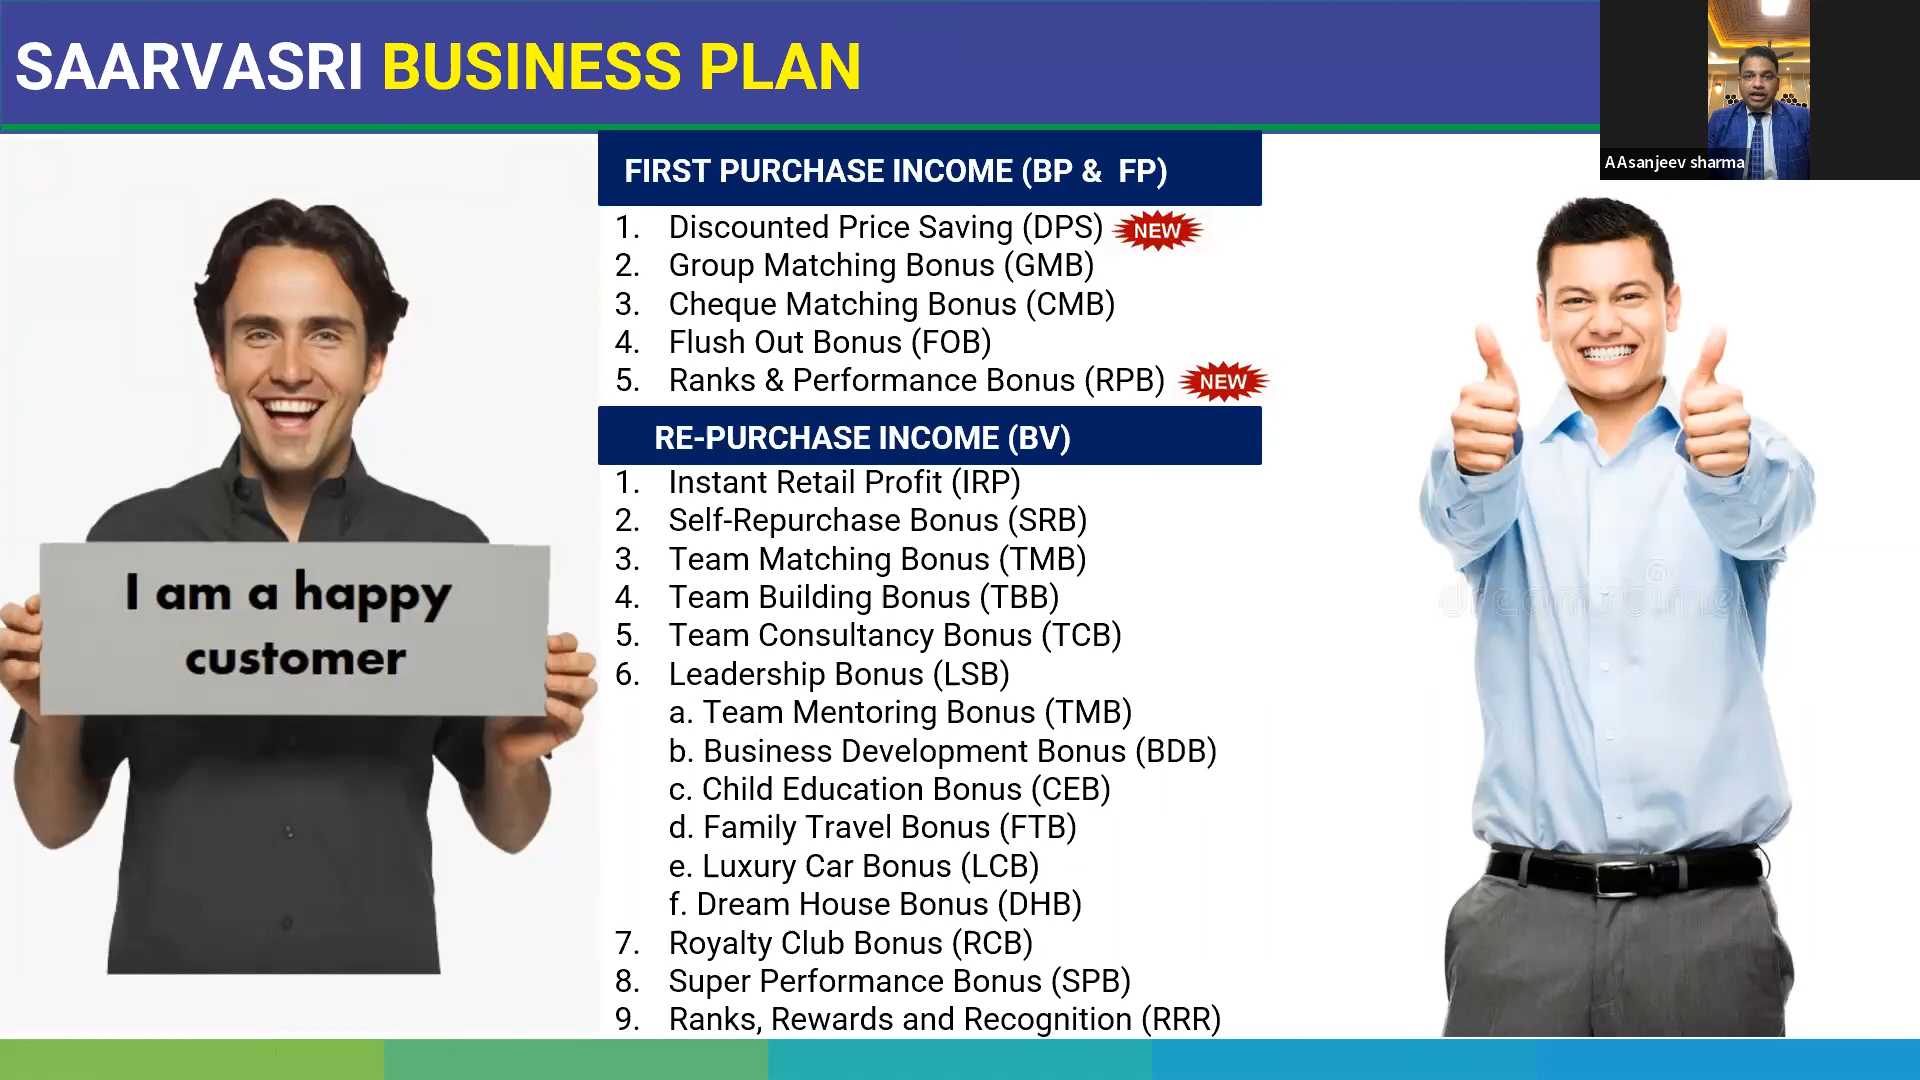 SAARVASRI BUSINESS PLAN
AAsanjeev sharma
FIRST PURCHASE INCOME (BP & FP)
1. Discounted Price Saving (DPS) NEW
2. Group Matching Bonus (GMB)
3. Cheque Matching Bonus (CMB)
4. Flush Out Bonus (FOB)
5. Ranks & Performance Bonus (RPB) NEW
RE-PURCHASE INCOME (BV)
1. Instant Retail Profit (IRP)
2. Self-Repurchase Bonus (SRB)
3. Team Matching Bonus (TMB)
4. Team Building Bonus (TBB)
5. Team Consultancy Bonus (TCB)
6. Leadership Bonus (LSB)
a. Team Mentoring Bonus (TMB)
b. Business Development Bonus (BDB)
c. Child Education Bonus (CEB)
d. Family Travel Bonus (FTB)
e. Luxury Car Bonus (LCB)
f. Dream House Bonus (DHB)
7. Royalty Club Bonus (RCB)
8. Super Performance Bonus (SPB)
9. Ranks, Rewards and Recognition (RRR)
I am a happy
customer